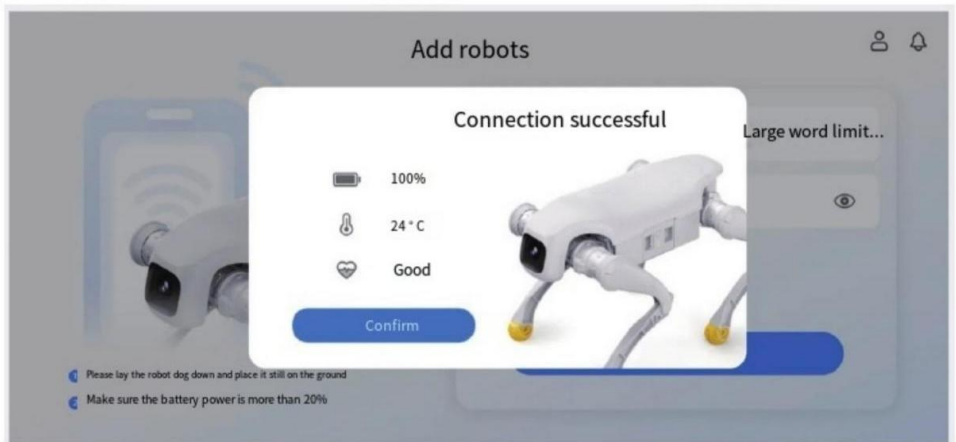 Add robots
Connection successful
Large word limit...
100%
24°C
Good
Confirm
Please lay the robot dog down and place it still on the ground
Make sure the battery power is more than 20%